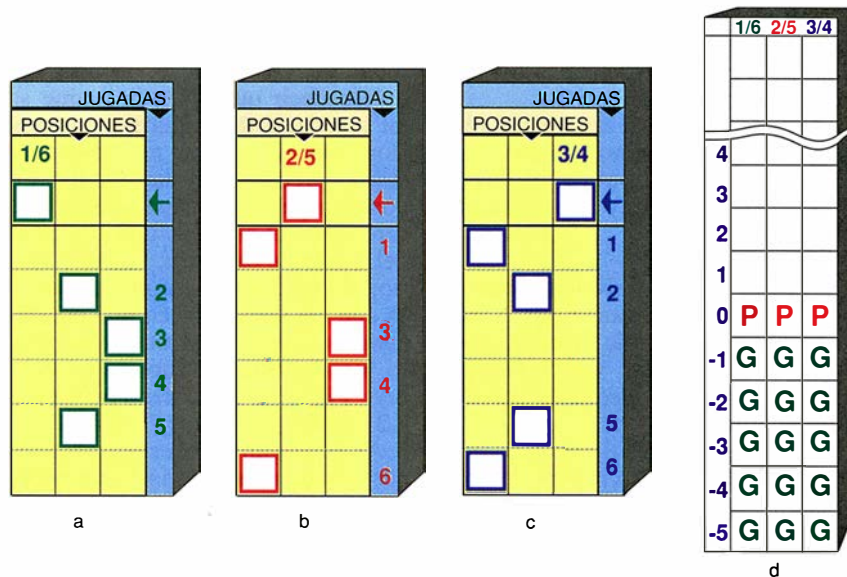 JUGADAS
POSICIONES
1/6
2
3
4
5
a
JUGADAS
POSICIONES
2/5
1
3
4
6
b
JUGADAS
POSICIONES
3/4
1
2
5
6
c
1/6 2/5 3/4
4
3
2
1
0 P P P
-1 G G G
-2 G G G
-3 G G G
-4 G G G
-5 G G G
d